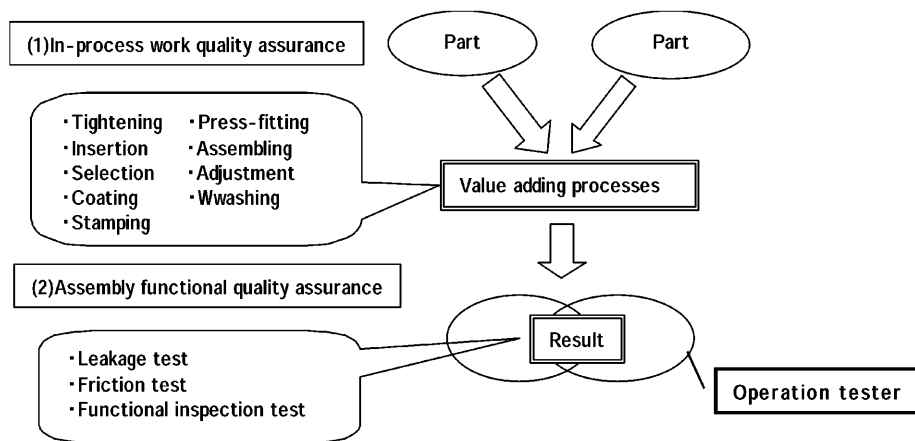 (1)In-process work quality assurance
Part
Part
・Tightening ・Press-fitting
・Insertion ・Assembling
・Selection ・Adjustment
・Coating ・Wwashing
・Stamping
Value adding processes
(2)Assembly functional quality assurance
・Leakage test
・Friction test
・Functional inspection test
Result
Operation tester